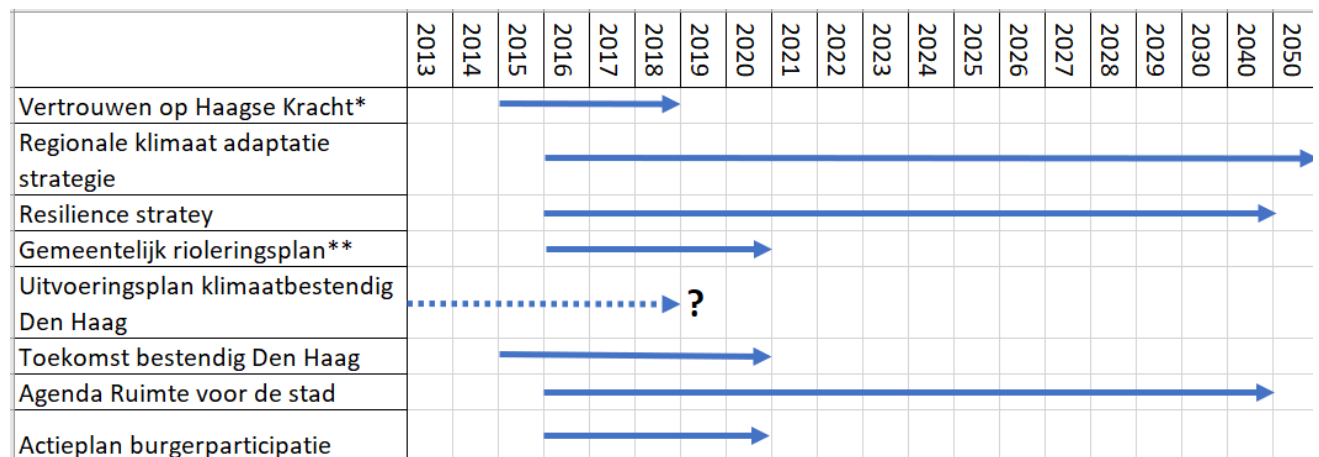 2013 2014 2015 2016 2017 2018 2019 2020 2021 2022 2023 2024 2025 2026 2027 2028 2029 2030 2040 2050
Vertrouwen op Haagse Kracht*
Regionale klimaat adaptatie
strategie
Resilience stratey
Gemeentelijk rioleringsplan**
Uitvoeringsplan klimaatbestendig
Den Haag
?
Toekomst bestendig Den Haag
Agenda Ruimte voor de stad
Actieplan burgerparticipatie